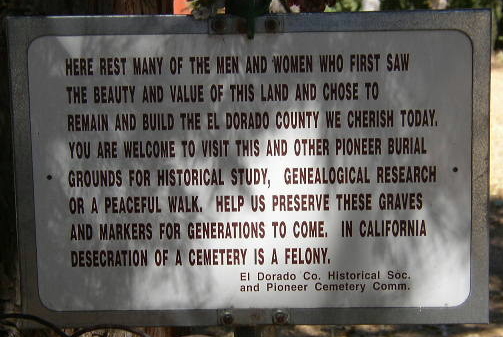 HERE REST MANY OF THE MEN AND WOMEN WHO FIRST SAW
THE BEAUTY AND VALUE OF THIS LAND AND CHOSE TO
REMAIN AND BUILD THE EL DORADO COUNTY WE CHERISH TODAY.
YOU ARE WELCOME TO VISIT THIS AND OTHER PIONEER BURIAL
GROUNDS FOR HISTORICAL STUDY, GENEALOGICAL RESEARCH
OR A PEACEFUL WALK. HELP US PRESERVE THESE GRAVES
AND MARKERS FOR GENERATIONS TO COME. IN CALIFORNIA
DESECRATION OF A CEMETERY IS A FELONY.
El Dorado Co. Historical Soc.
and Pioneer Cemetery Comm.